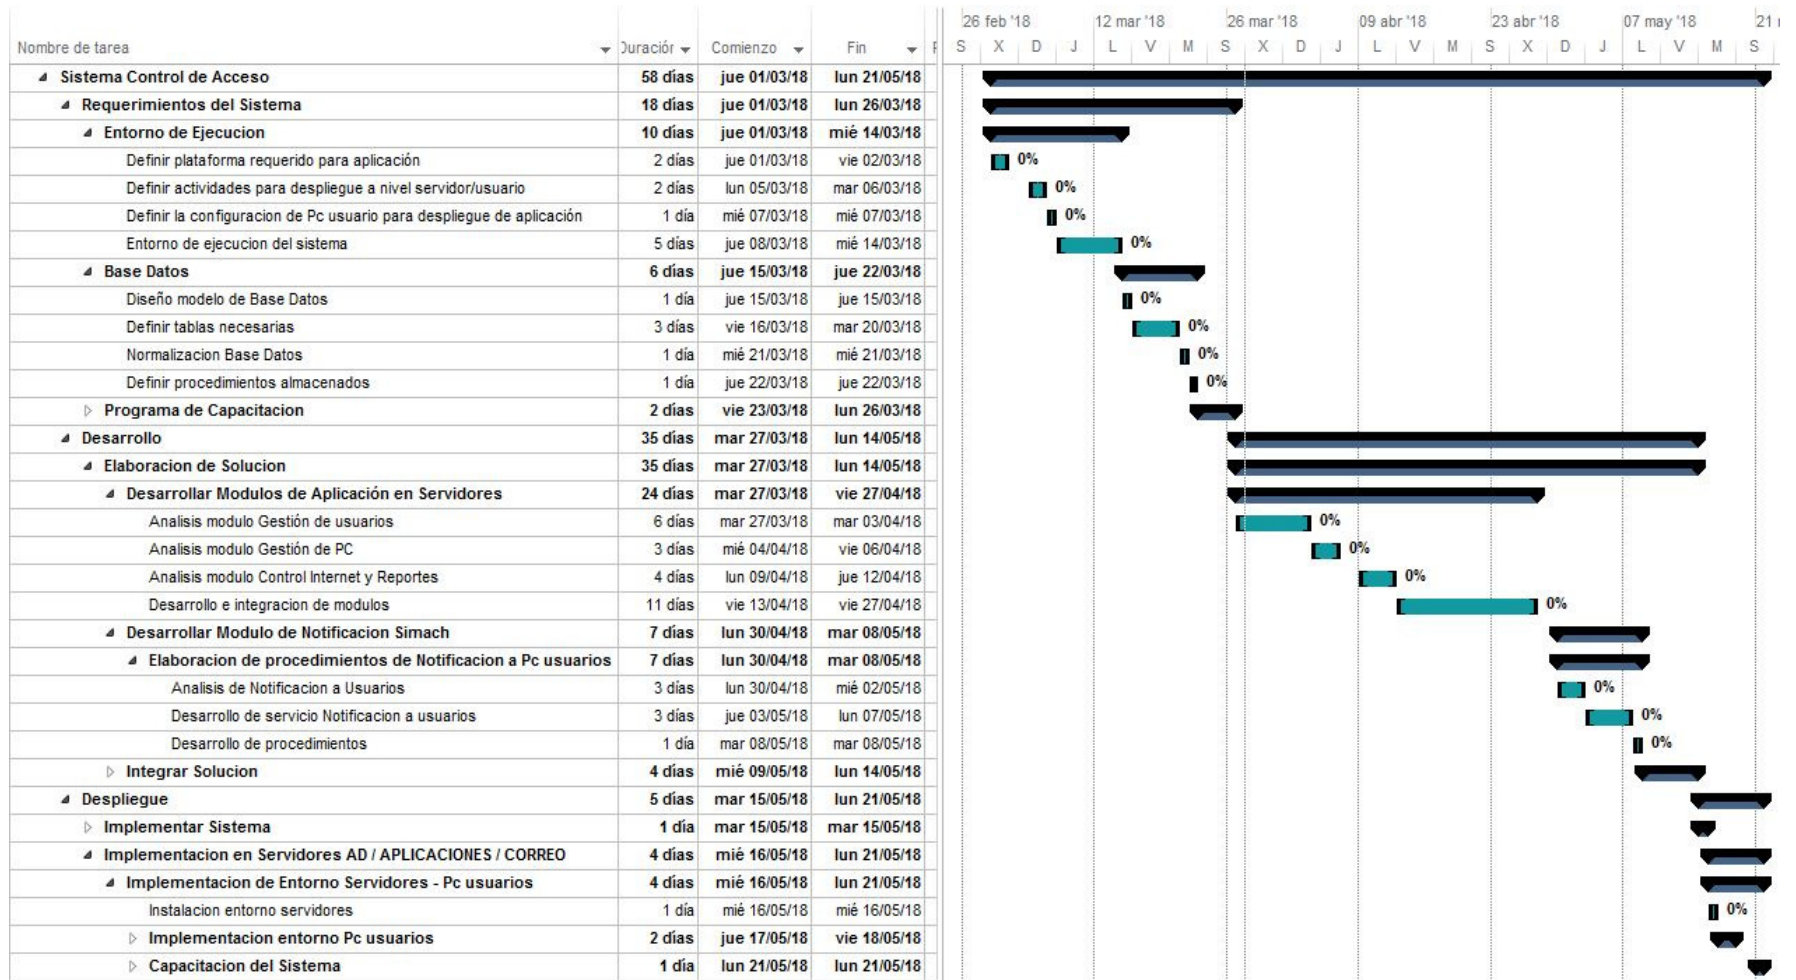 26 feb '18 12 mar '18 26 mar '18 09 abr '18 23 abr '18 07 may '18 21
Nombre de tarea Duración Comienzo Fin S X D J L V M S X D J L V M S X D J L V M S
Sistema Control de Acceso 58 días jue 01/03/18 lun 21/05/18
Requerimientos del Sistema 18 días jue 01/03/18 lun 26/03/18
Entorno de Ejecucion 10 días jue 01/03/18 mié 14/03/18
Definir plataforma requerido para aplicación 2 días jue 01/03/18 vie 02/03/18 0%
Definir actividades para despliegue a nivel servidor/usuario 2 días lun 05/03/18 mar 06/03/18 0%
Definir la configuracion de Pc usuario para despliegue de aplicación 1 día mié 07/03/18 mié 07/03/18 0%
Entorno de ejecucion del sistema 5 días jue 08/03/18 mié 14/03/18 0%
Base Datos 6 días jue 15/03/18 jue 22/03/18
Diseño modelo de Base Datos 1 día jue 15/03/18 jue 15/03/18 0%
Definir tablas necesarias 3 días vie 16/03/18 mar 20/03/18 0%
Normalizacion Base Datos 1 día mié 21/03/18 mié 21/03/18 0%
Definir procedimientos almacenados 1 día jue 22/03/18 jue 22/03/18 0%
Programa de Capacitacion 2 días vie 23/03/18 lun 26/03/18
Desarrollo 35 días mar 27/03/18 lun 14/05/18
Elaboracion de Solucion 35 días mar 27/03/18 lun 14/05/18
Desarrollar Modulos de Aplicación en Servidores 24 días mar 27/03/18 vie 27/04/18
Analisis modulo Gestión de usuarios 6 días mar 27/03/18 mar 03/04/18 0%
Analisis modulo Gestión de PC 3 días mié 04/04/18 vie 06/04/18 0%
Analisis modulo Control Internet y Reportes 4 días lun 09/04/18 jue 12/04/18 0%
Desarrollo e integracion de modulos 11 días vie 13/04/18 vie 27/04/18 0%
Desarrollar Modulo de Notificacion Simach 7 días lun 30/04/18 mar 08/05/18
Elaboracion de procedimientos de Notificacion a Pc usuarios 7 días lun 30/04/18 mar 08/05/18
Analisis de Notificacion a Usuarios 3 días lun 30/04/18 mié 02/05/18 0%
Desarrollo de servicio Notificacion a usuarios 3 días jue 03/05/18 lun 07/05/18 0%
Desarrollo de procedimientos 1 día mar 08/05/18 mar 08/05/18 0%
Integrar Solucion 4 días mié 09/05/18 lun 14/05/18
Despliegue 5 días mar 15/05/18 lun 21/05/18
Implementar Sistema 1 día mar 15/05/18 mar 15/05/18
Implementacion en Servidores AD / APLICACIONES / CORREO 4 días mié 16/05/18 lun 21/05/18
Implementacion de Entorno Servidores - Pc usuarios 4 días mié 16/05/18 lun 21/05/18
Instalacion entorno servidores 1 día mié 16/05/18 mié 16/05/18 0%
Implementacion entorno Pc usuarios 2 días jue 17/05/18 vie 18/05/18
Capacitacion del Sistema 1 día lun 21/05/18 lun 21/05/18